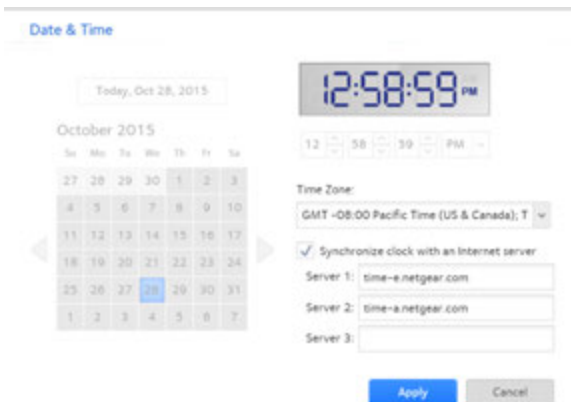 Date & Time
Today, Oct 28, 2015
October 2015
Su Mo Tu We Th Fr Sa
27 28 29 30 1 2 3
4 5 6 7 8 9 10
11 12 13 14 15 16 17
18 19 20 21 22 23 24
25 26 27 28 29 30 31
1 2 3 4 5 6 7
12:58:59 PM
12 58 59 PM
Time Zone:
GMT -08:00 Pacific Time (US & Canada); T
Synchronize clock with an Internet server
Server 1: time-e.netgear.com
Server 2: time-a.netgear.com
Server 3:
Apply Cancel